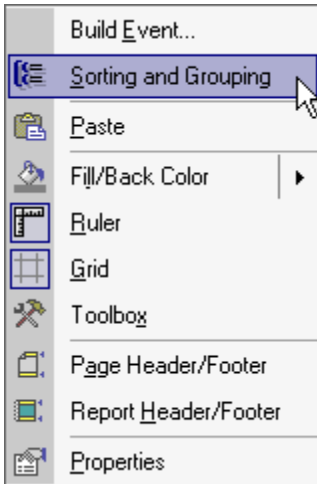 Build Event...
Sorting and Grouping
Paste
Fill/Back Color
Ruler
Grid
Toolbox
Page Header/Footer
Report Header/Footer
Properties